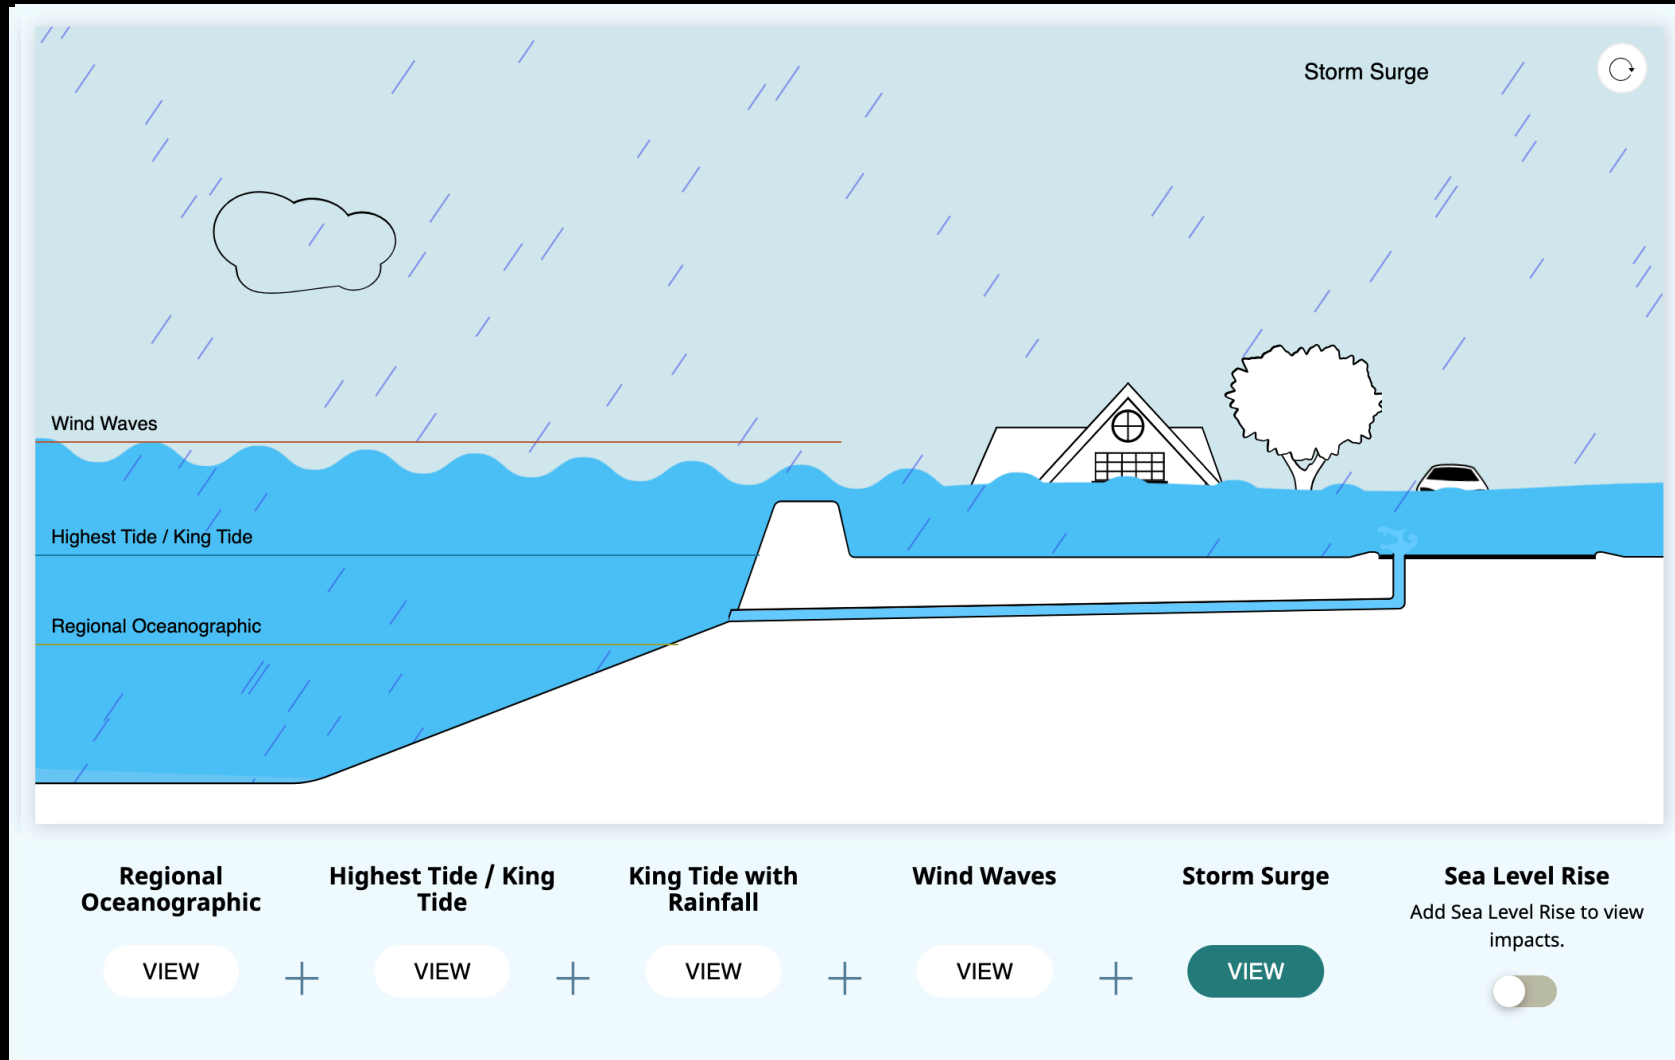 Storm Surge
Wind Waves
Highest Tide / King Tide
Regional Oceanographic
Regional
Oceanographic
Highest Tide / King
Tide
King Tide with
Rainfall
Wind Waves
Storm Surge
Sea Level Rise
Add Sea Level Rise to view
impacts.
VIEW
VIEW
VIEW
VIEW
VIEW